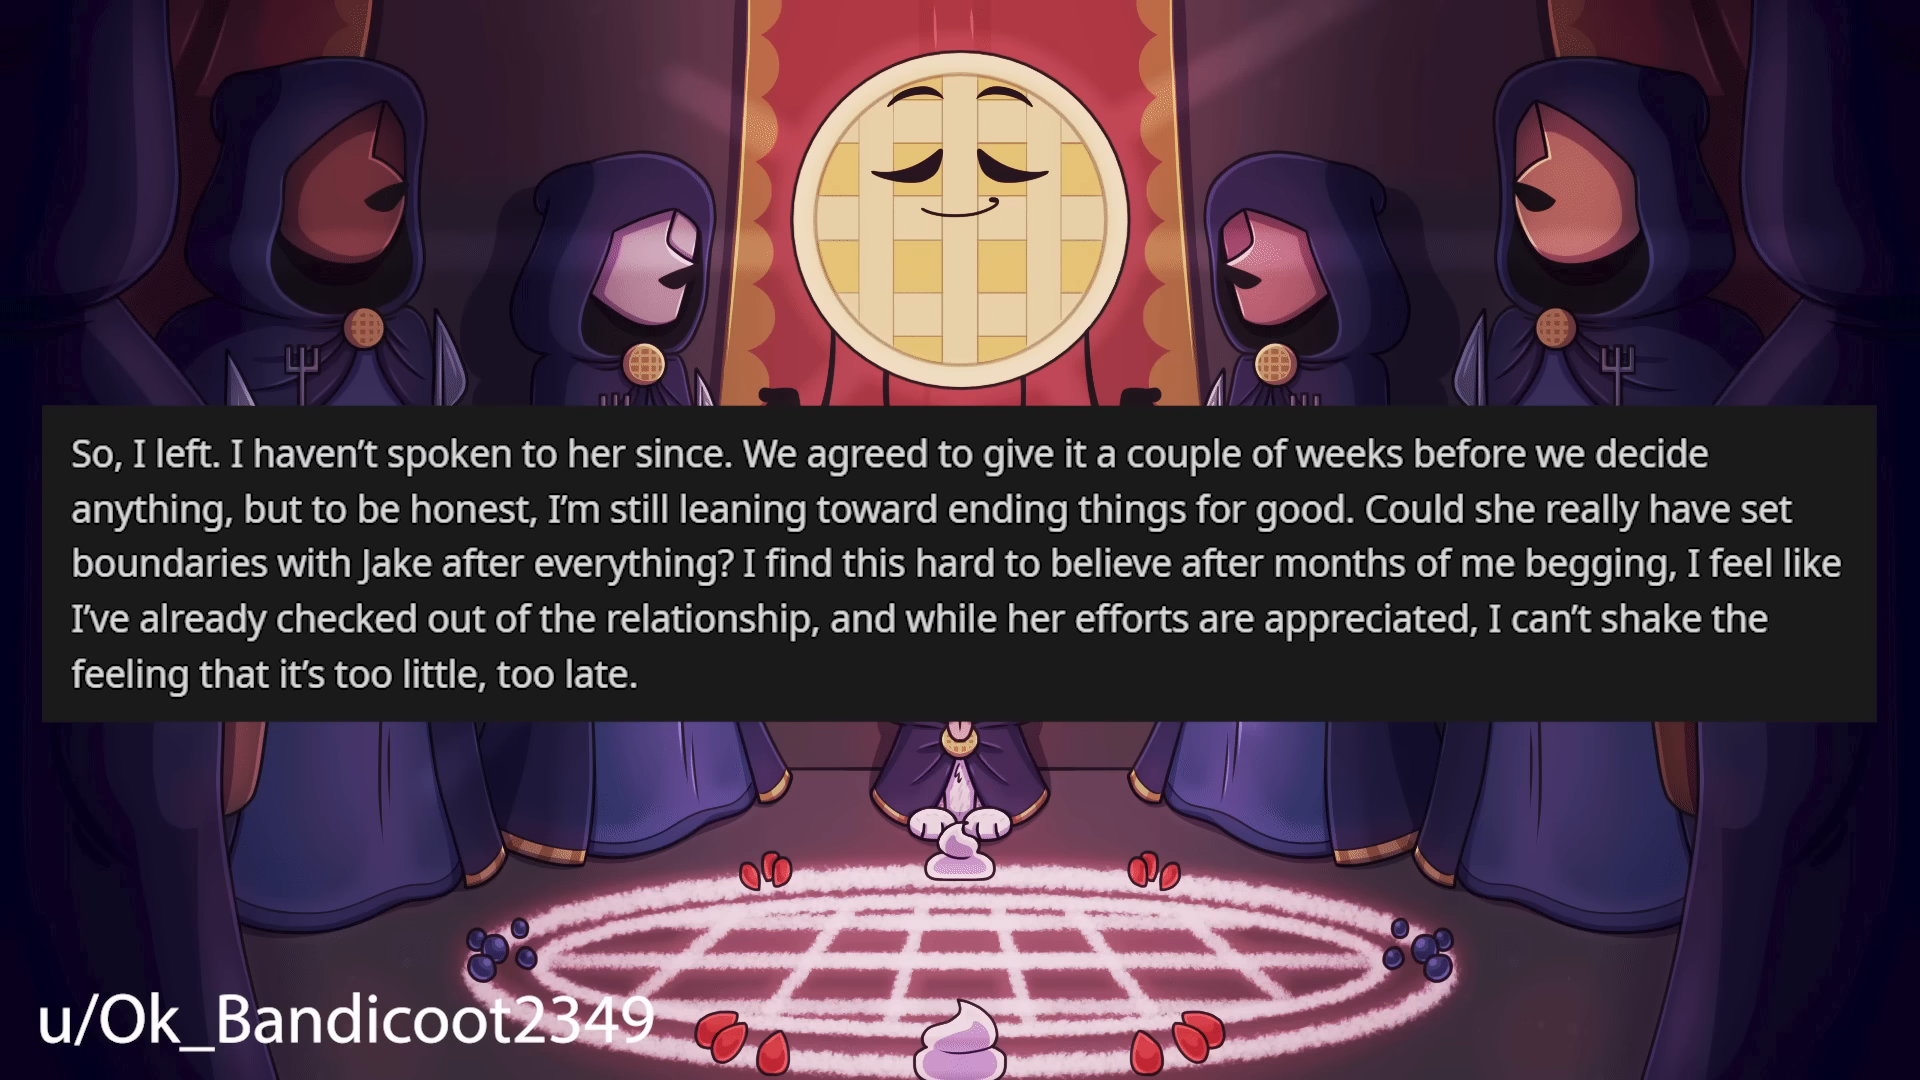 So, I left. I haven’t spoken to her since. We agreed to give it a couple of weeks before we decide
anything, but to be honest, I’m still leaning toward ending things for good. Could she really have set
boundaries with Jake after everything? I find this hard to believe after months of me begging, I feel like
I’ve already checked out of the relationship, and while her efforts are appreciated, I can’t shake the
feeling that it’s too little, too late.
u/Ok_Bandicoot2349